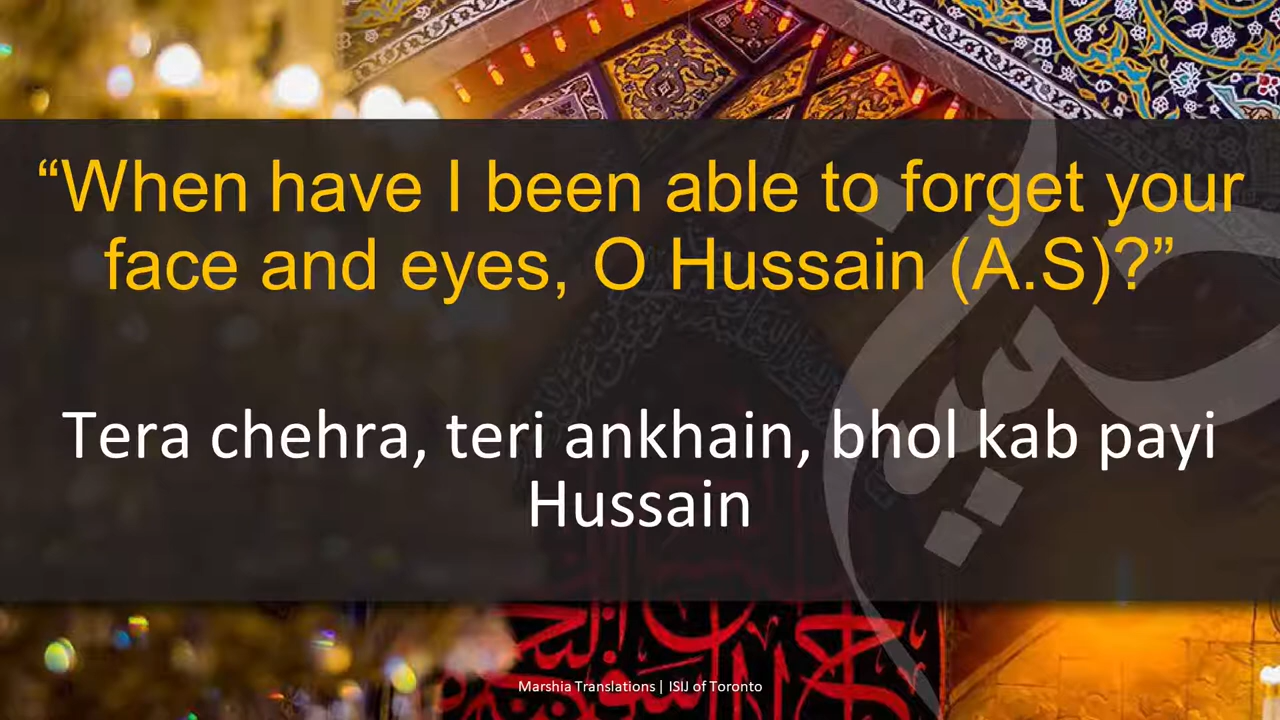 “When have I been able to forget your
face and eyes, O Hussain (A.S)?”
Tera chehra, teri ankhain, bhol kab payi
Hussain
Marshia Translations | ISIJ of Toronto